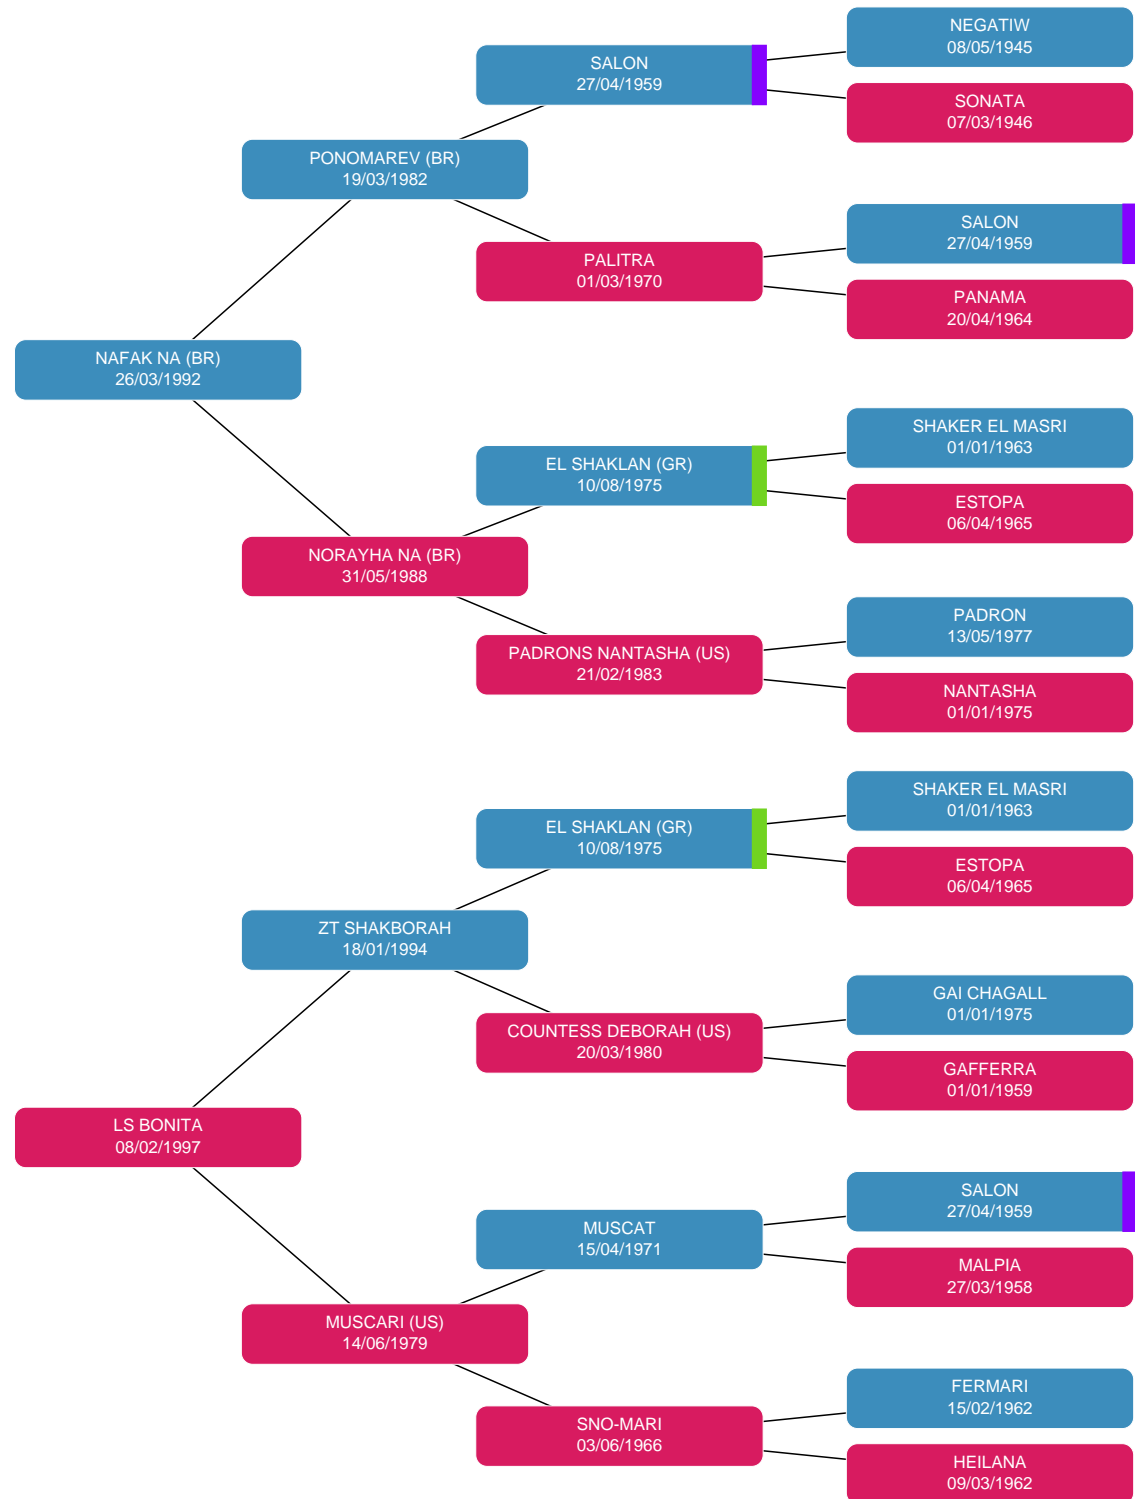 NEGATIW
08/05/1945
SALON
27/04/1959
SONATA
07/03/1946
PONOMAREV (BR)
19/03/1982
SALON
27/04/1959
PALITRA
01/03/1970
PANAMA
20/04/1964
NAFAK NA (BR)
26/03/1992
SHAKER EL MASRI
01/01/1963
EL SHAKLAN (GR)
10/08/1975
ESTOPA
06/04/1965
NORAYHA NA (BR)
31/05/1988
PADRON
13/05/1977
PADRONS NANTASHA (US)
21/02/1983
NANTASHA
01/01/1975
SHAKER EL MASRI
01/01/1963
EL SHAKLAN (GR)
10/08/1975
ESTOPA
06/04/1965
ZT SHAKBORAH
18/01/1994
GAI CHAGALL
01/01/1975
COUNTESS DEBORAH (US)
20/03/1980
GAFFERRA
01/01/1959
LS BONITA
08/02/1997
SALON
27/04/1959
MUSCAT
15/04/1971
MALPIA
27/03/1958
MUSCARI (US)
14/06/1979
FERMARI
15/02/1962
SNO-MARI
03/06/1966
HEILANA
09/03/1962